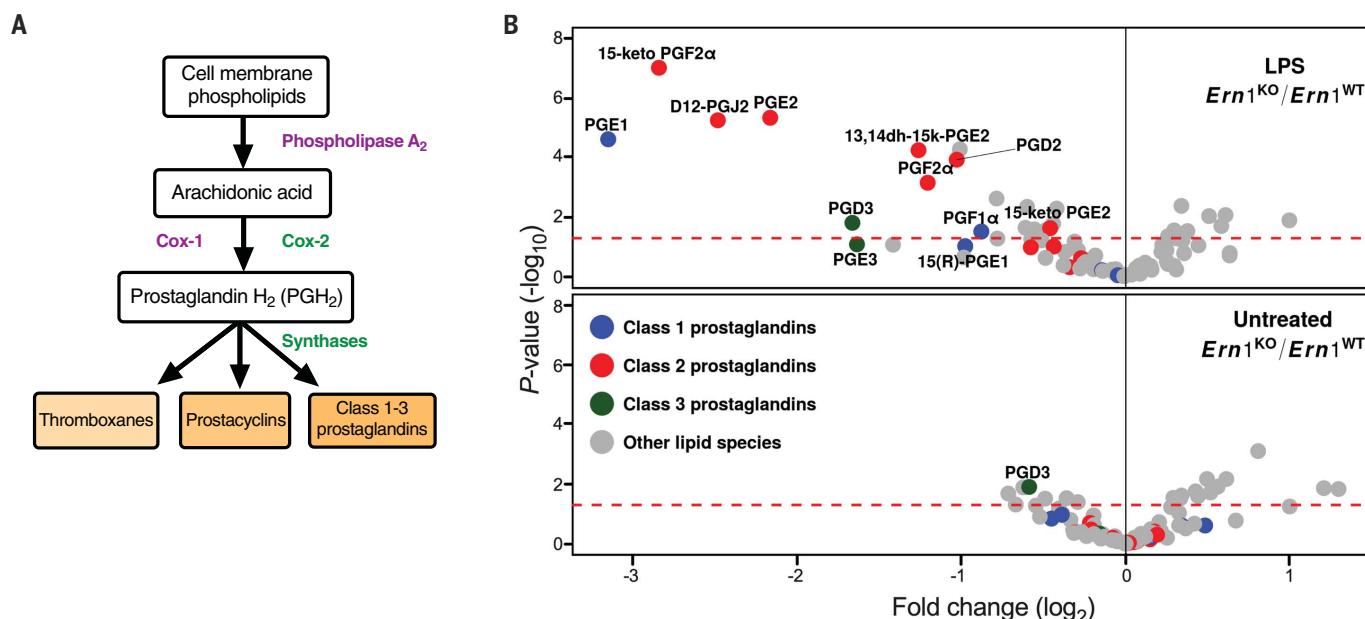 A
Cell membrane
phospholipids
Phospholipase A₂
Arachidonic acid
Cox-1
Cox-2
Prostaglandin H₂ (PGH₂)
Synthases
Thromboxanes
Prostacyclins
Class 1-3
prostaglandins
B
8
6
4
2
0
15-keto PGF2α
D12-PGJ2
PGE2
PGE1
13,14dh-15k-PGE2
PGD2
PGF2α
PGD3
PGF1α
15-keto PGE2
PGE3
15(R)-PGE1
LPS
Ern1ᴷᴼ/Ern1ᵂᵀ
P-value (-log₁₀)
8
6
4
2
0
Class 1 prostaglandins
Class 2 prostaglandins
Class 3 prostaglandins
Other lipid species
PGD3
Untreated
Ern1ᴷᴼ/Ern1ᵂᵀ
-3
-2
-1
0
1
Fold change (log₂)